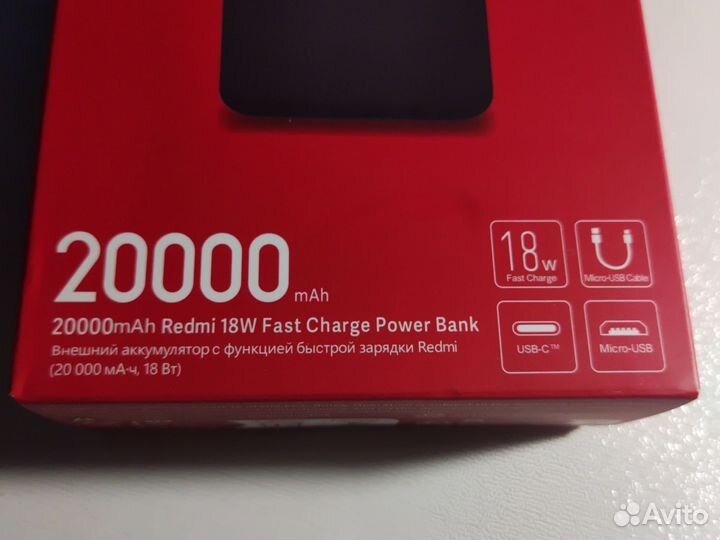 20000 mAh
20000mAh Redmi 18W Fast Charge Power Bank
Внешний аккумулятор с функцией быстрой зарядки Redmi
(20 000 мА·ч, 18 Вт)
18W
Fast Charge
Micro-USB Cable
USB-C™
Micro-USB
Avito